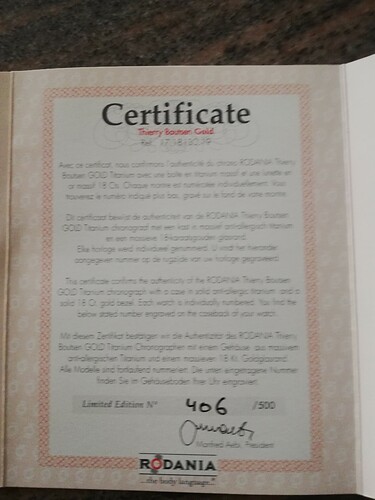 Certificate
Thierry Boutsen Gold
Avec ce certificat, nous confirmons l'authenticité du chrono RODANIA Thierry
Boutsen GOLD Titanium avec une boîte en titanium massif et une lunette en
or massif 18 Ct. Chaque montre est numérotée individuellement. Vous
trouverez le numéro indiqué plus bas, gravé sur le fond de votre montre.
Dit certificaat bewijst de authenticiteit van de RODANIA Thierry Boutsen
GOLD Titanium chronograaf met een kast in massief anti-allergisch titanium
en een massieve 18-karaatsgouden glasrand.
Elke horloge werd individueel genummerd. U vindt het hieronder
aangegeven nummer op de rugzijde van uw horloge gegraveerd.
This certificate confirms the authenticity of the RODANIA Thierry Boutsen
GOLD Titanium chronograph with a case in solid anti-allergic titanium and a
solid 18 Ct. gold bezel. Each watch is individually numbered. You find the
below stated number engraved on the caseback of your watch.
Mit diesem Zertifikat bestätigen wir die Authentizität des RODANIA Thierry
Boutsen GOLD Titanium Chronographen mit einem Gehäuse aus massivem
anti-allergischen Titanium und einem massiven 18 Kt. Goldglasrand.
Alle Modelle sind fortlaufend nummeriert. Die unten eingetragene Nummer
finden Sie im Gehäuseboden Ihrer Uhr eingraviert.
Limited Edition N° 406 /500
Manfred Aebi, President
RODANIA
...the body language.®